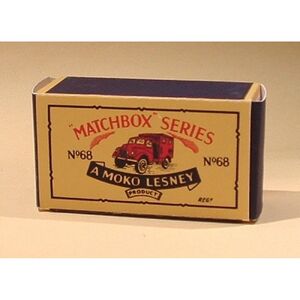 "MATCHBOX" SERIES
Nº68 Nº68
A MOKO LESNEY
PRODUCT
REGD